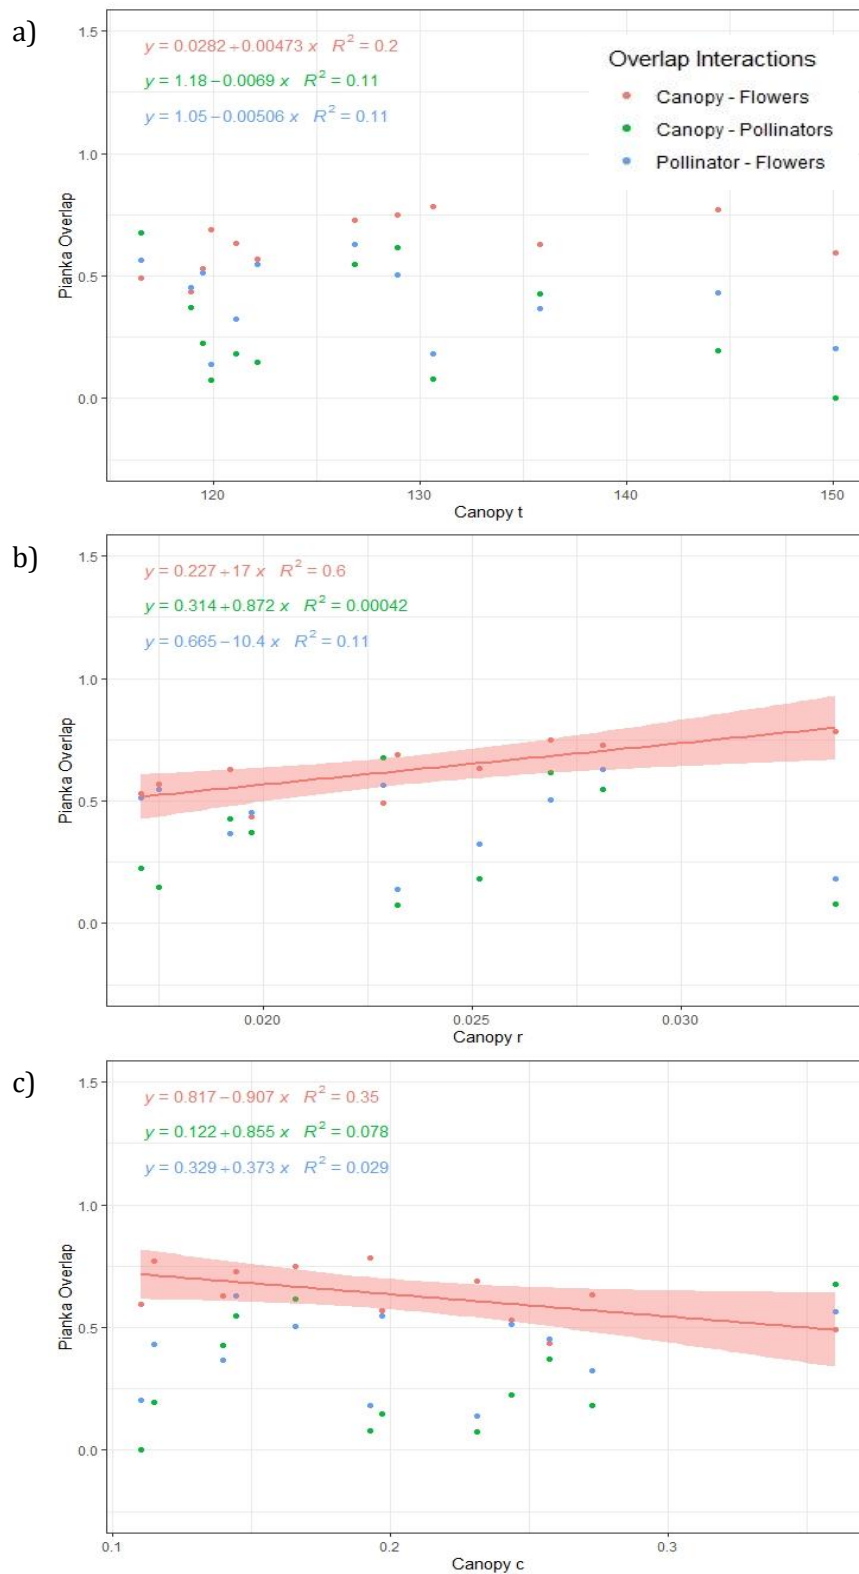 a)
y = 0.0282+0.00473 x R² = 0.2
y = 1.18−0.0069 x R² = 0.11
y = 1.05−0.00506 x R² = 0.11
Overlap Interactions
Canopy - Flowers
Canopy - Pollinators
Pollinator - Flowers
1.5
1.0
0.5
0.0
Pianka Overlap
120 130 140 150
Canopy t
b)
y = 0.227+17 x R² = 0.6
y = 0.314+0.872 x R² = 0.00042
y = 0.665−10.4 x R² = 0.11
1.5
1.0
0.5
0.0
Pianka Overlap
0.020 0.025 0.030
Canopy r
c)
y = 0.817−0.907 x R² = 0.35
y = 0.122+0.855 x R² = 0.078
y = 0.329+0.373 x R² = 0.029
1.5
1.0
0.5
0.0
Pianka Overlap
0.1 0.2 0.3
Canopy c